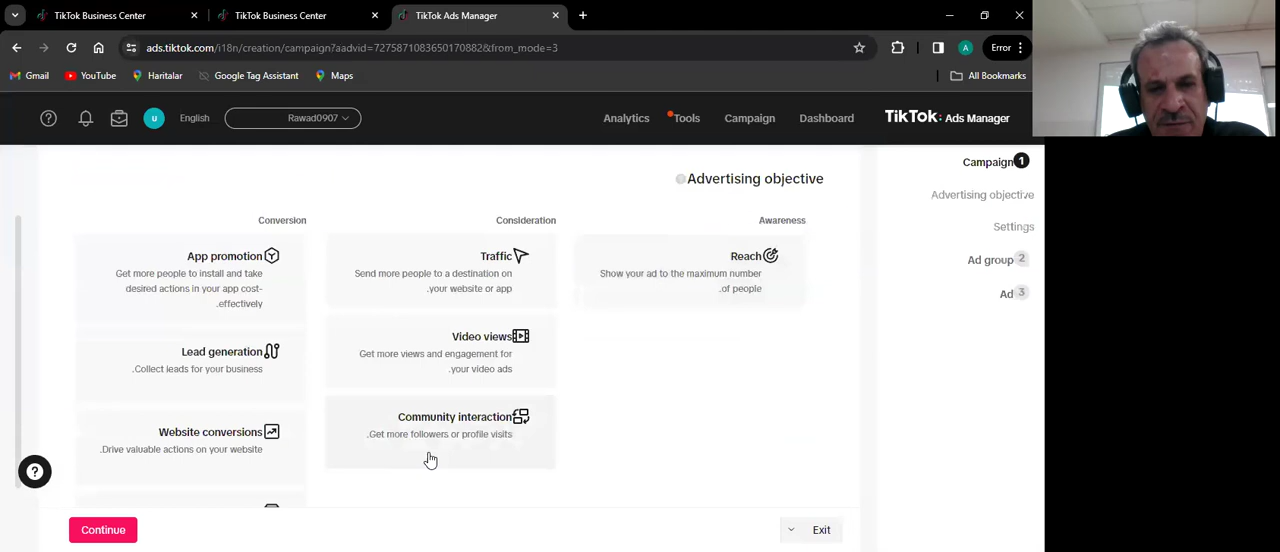 TikTok Business Center
TikTok Business Center
TikTok Ads Manager
ads.tiktok.com/i18n/creation/campaign?aadvid=7275871083650170882&from_mode=3
A
Error
Gmail
YouTube
Haritalar
Google Tag Assistant
Maps
All Bookmarks
U
English
Rawad0907
Analytics
Tools
Campaign
Dashboard
TikTok: Ads Manager
Campaign 1
Advertising objective
Settings
Ad group 2
Ad 3
Advertising objective
Conversion
Consideration
Awareness
App promotion
Get more people to install and take
desired actions in your app cost-
.effectively
Lead generation
.Collect leads for your business
Website conversions
.Drive valuable actions on your website
Traffic
Send more people to a destination on
.your website or app
Video views
Get more views and engagement for
.your video ads
Community interaction
.Get more followers or profile visits
Reach
Show your ad to the maximum number
.of people
?
Continue
Exit